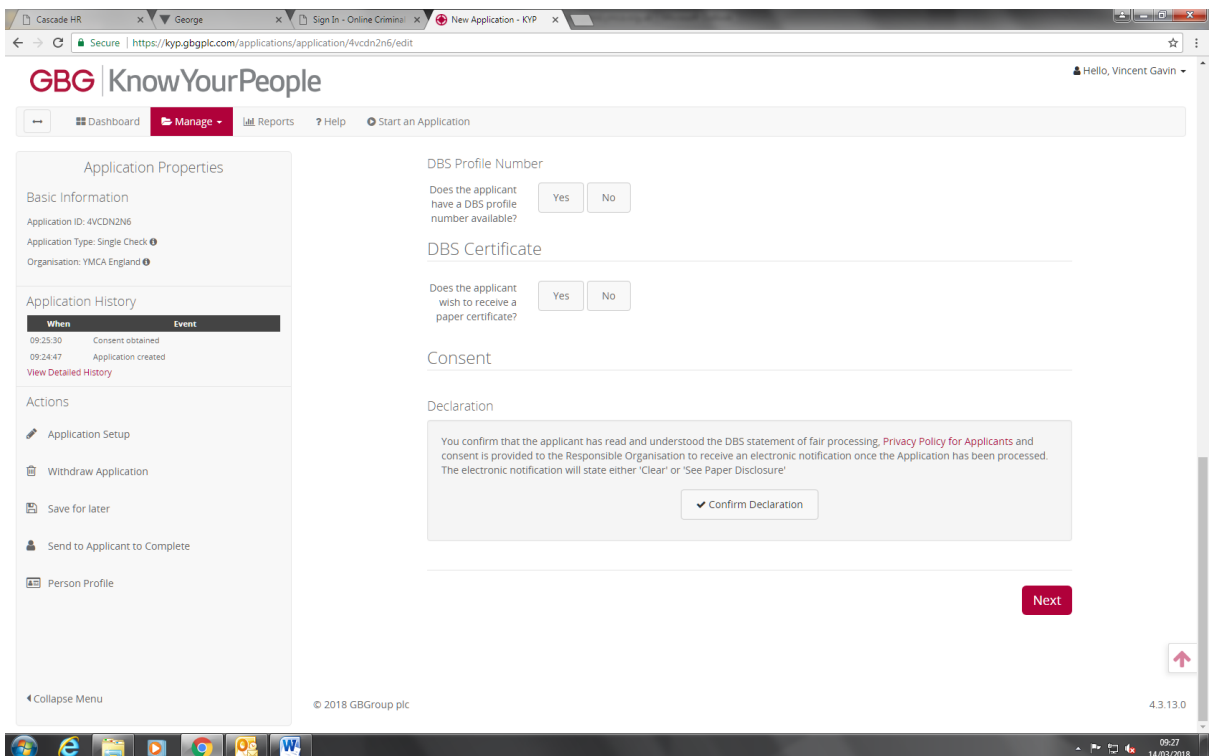 Cascade HR
George
Sign In - Online Crimina
New Application - KYP
Secure | https://kyp.gbgplc.com/applications/application/4vcdn2n6/edit
GBG KnowYourPeople
Hello, Vincent Gavin
Dashboard Manage Reports ? Help Start an Application
Application Properties
Basic Information
Application ID: 4VCDN2N6
Application Type: Single Check
Organisation: YMCA England
Application History
When Event
09:25:30 Consent obtained
09:24:47 Application created
View Detailed History
Actions
Application Setup
Withdraw Application
Save for later
Send to Applicant to Complete
Person Profile
Collapse Menu
DBS Profile Number
Does the applicant
have a DBS profile
number available?
Yes No
DBS Certificate
Does the applicant
wish to receive a
paper certificate?
Yes No
Consent
Declaration
You confirm that the applicant has read and understood the DBS statement of fair processing, Privacy Policy for Applicants and
consent is provided to the Responsible Organisation to receive an electronic notification once the Application has been processed.
The electronic notification will state either 'Clear' or 'See Paper Disclosure'
Confirm Declaration
Next
© 2018 GBGroup plc
4.3.13.0
09:27
14/03/2018